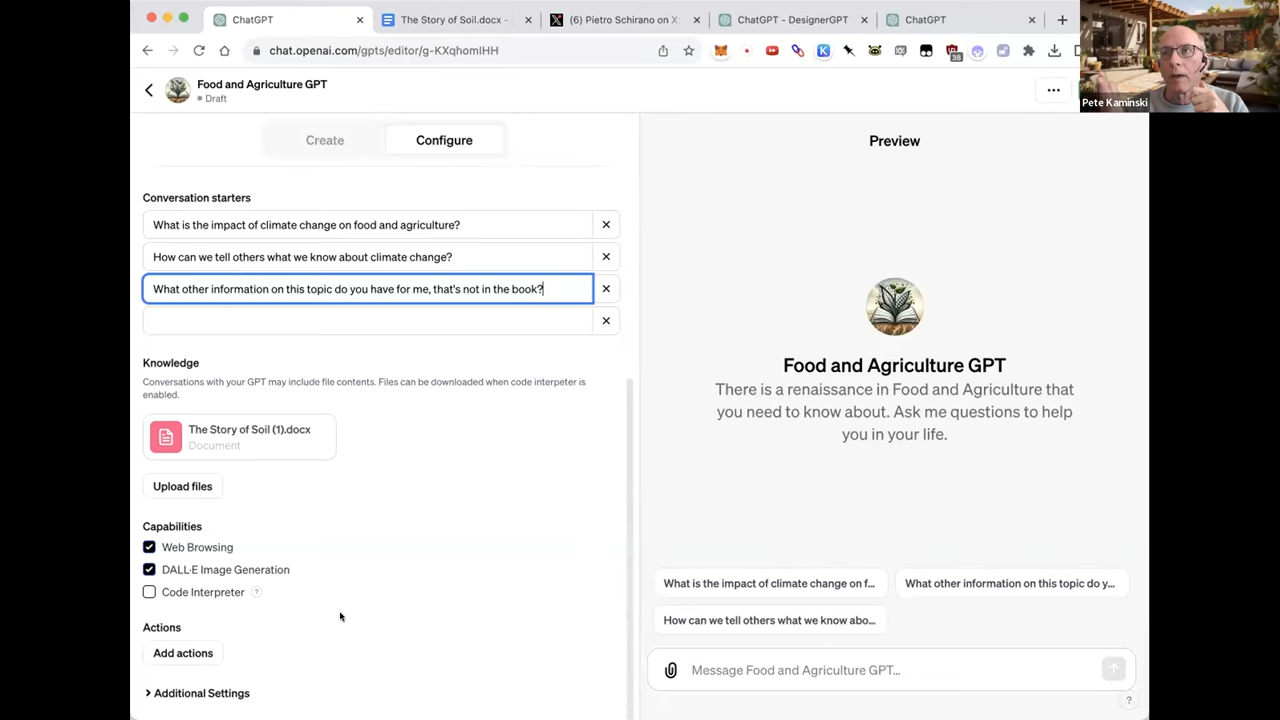 ChatGPT
The Story of Soil.docx -
(6) Pietro Schirano on X:
ChatGPT - DesignerGPT
ChatGPT
chat.openai.com/gpts/editor/g-KXqhomIHH
38
Food and Agriculture GPT
Draft
Pete Kaminski
Create
Configure
Preview
Conversation starters
What is the impact of climate change on food and agriculture?
How can we tell others what we know about climate change?
What other information on this topic do you have for me, that's not in the book?
Knowledge
Conversations with your GPT may include file contents. Files can be downloaded when code interpeter is
enabled.
The Story of Soil (1).docx
Document
Upload files
Capabilities
Web Browsing
DALL·E Image Generation
Code Interpreter ?
Actions
Add actions
Additional Settings
Food and Agriculture GPT
There is a renaissance in Food and Agriculture that
you need to know about. Ask me questions to help
you in your life.
What is the impact of climate change on f...
What other information on this topic do y...
How can we tell others what we know abo...
Message Food and Agriculture GPT...
?